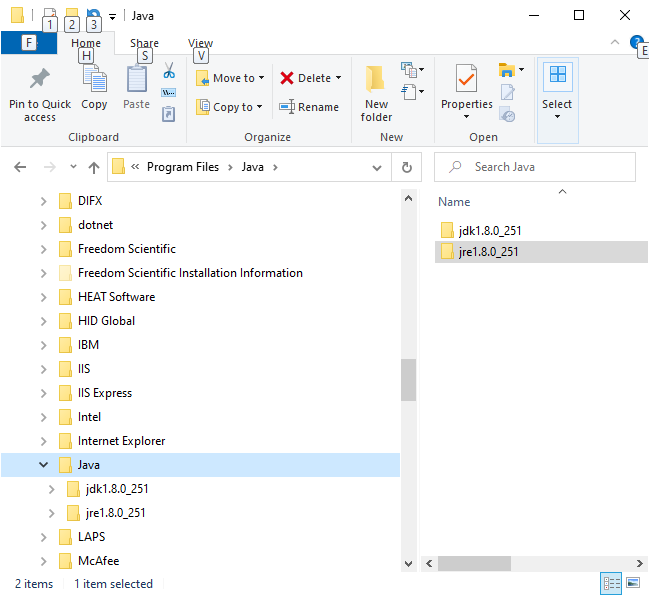 1 2 3 Java
F Home Share View E
H S V
Pin to Quick access
Copy
Paste
Move to
Copy to
Delete
Rename
New folder
Properties
Select
Clipboard Organize New Open
« Program Files > Java > Search Java
DIFX
dotnet
Freedom Scientific
Freedom Scientific Installation Information
HEAT Software
HID Global
IBM
IIS
IIS Express
Intel
Internet Explorer
Java
jdk1.8.0_251
jre1.8.0_251
LAPS
McAfee
Name
jdk1.8.0_251
jre1.8.0_251
2 items 1 item selected